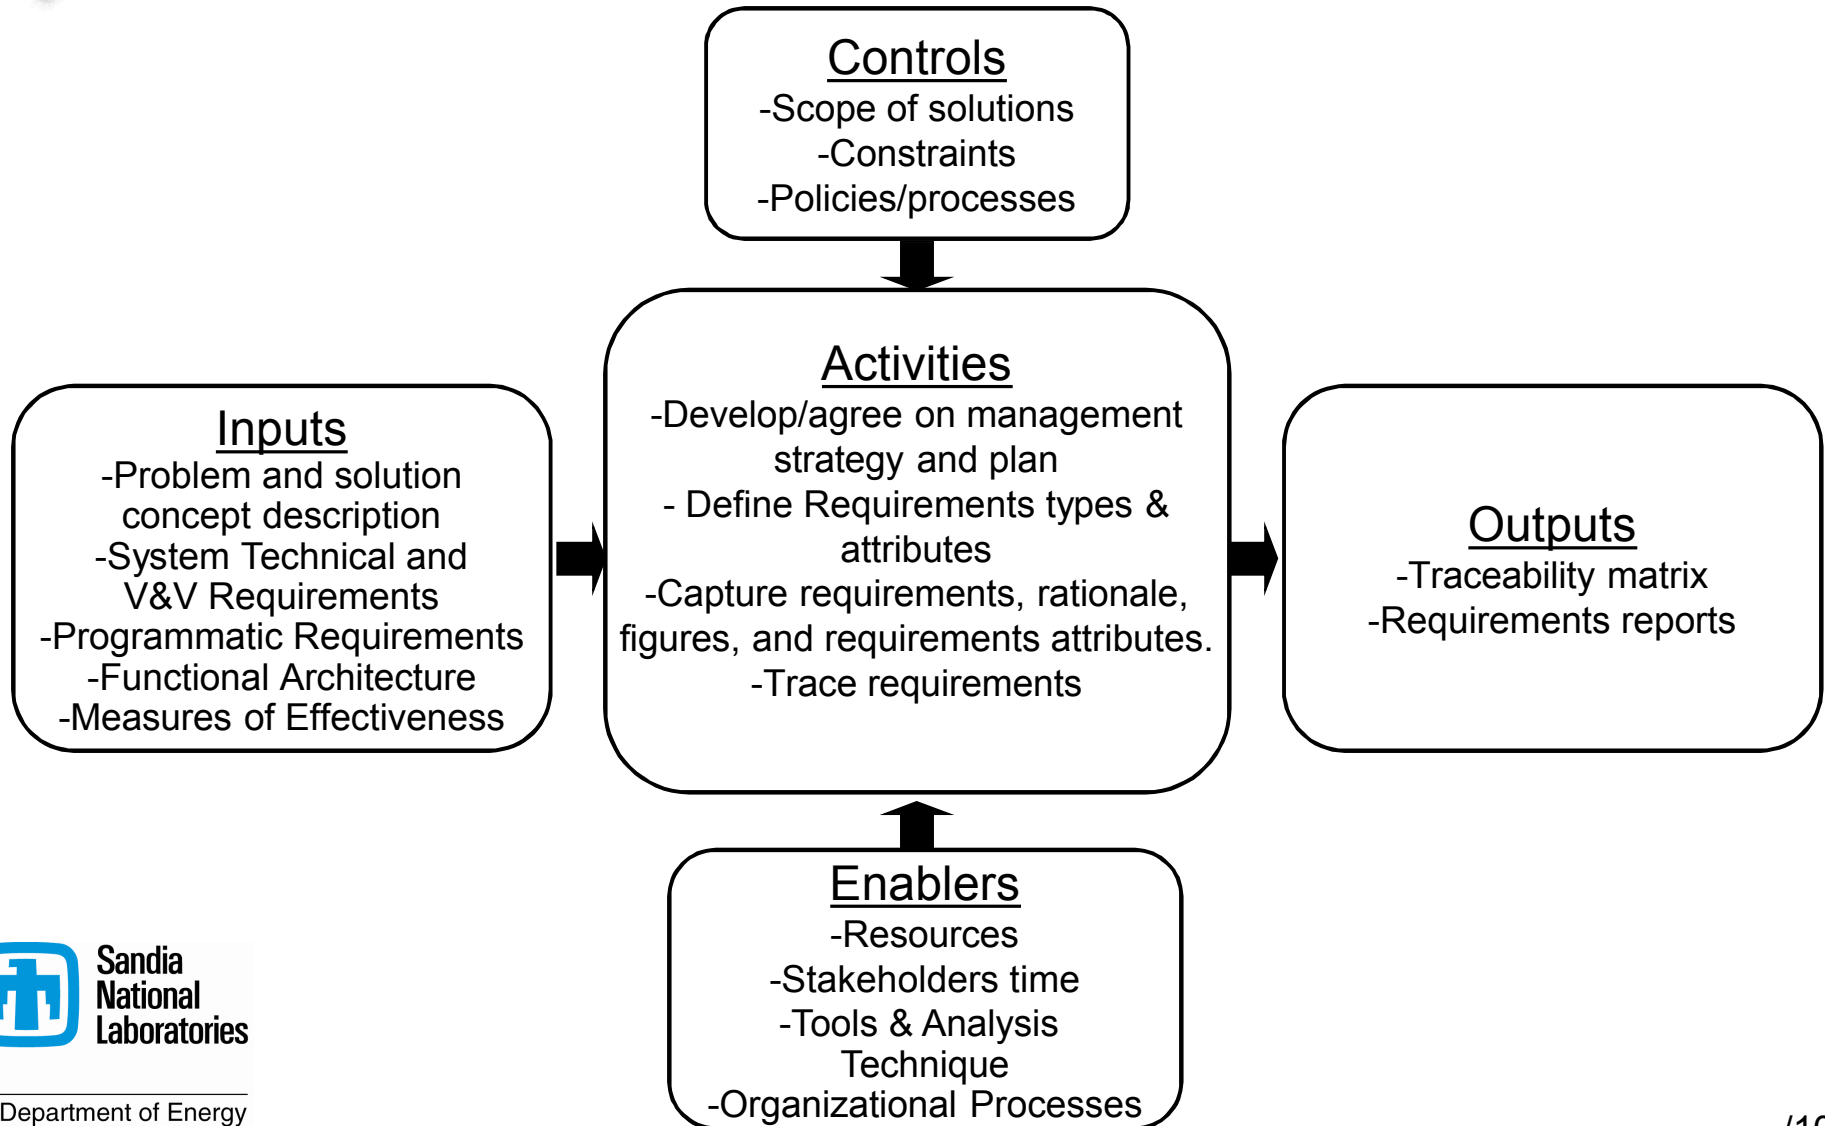 Controls
-Scope of solutions
-Constraints
-Policies/processes
Activities
-Develop/agree on management
strategy and plan
- Define Requirements types &
attributes
-Capture requirements, rationale,
figures, and requirements attributes.
-Trace requirements
Inputs
-Problem and solution
concept description
-System Technical and
V&V Requirements
-Programmatic Requirements
-Functional Architecture
-Measures of Effectiveness
Outputs
-Traceability matrix
-Requirements reports
Enablers
-Resources
-Stakeholders time
-Tools & Analysis
Technique
-Organizational Processes
Sandia
National
Laboratories
Department of Energy